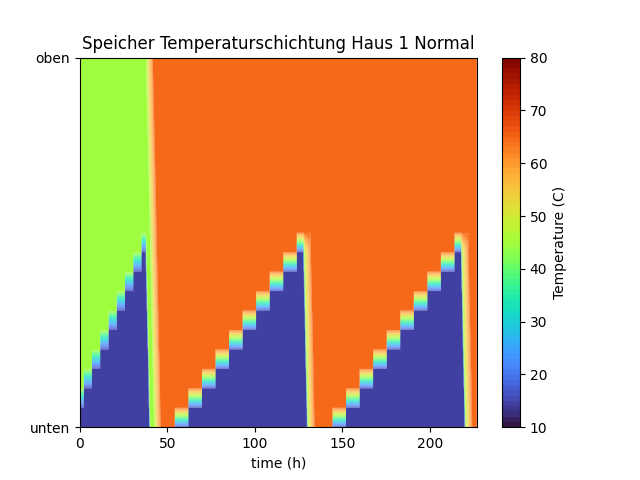 Speicher Temperaturschichtung Haus 1 Normal
oben
unten
0 50 100 150 200
time (h)
80
70
60
50
40
30
20
10
Temperature (C)